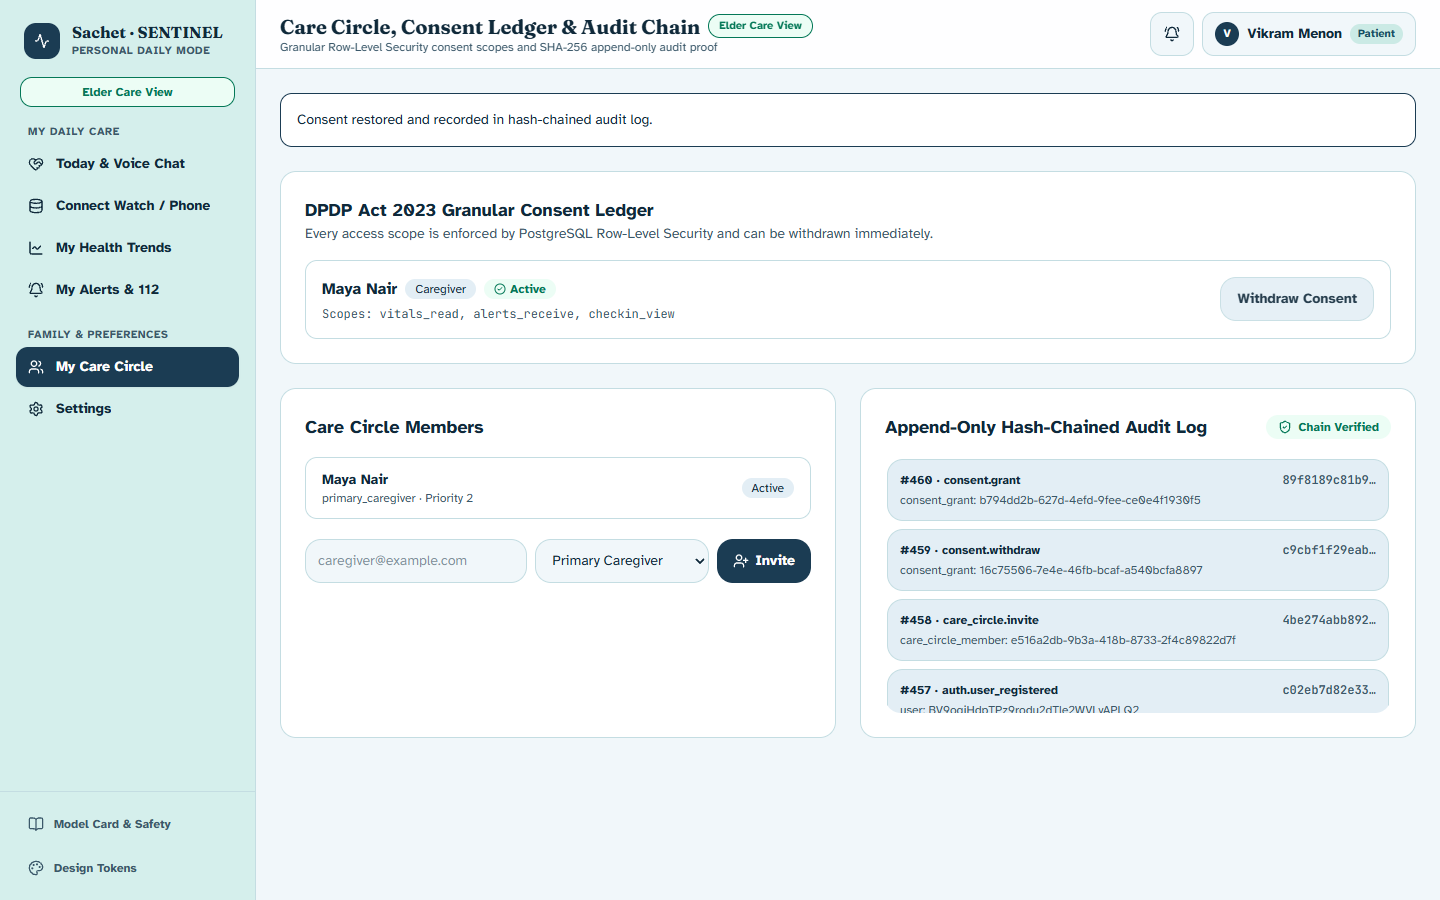 Sachet · SENTINEL
PERSONAL DAILY MODE
Elder Care View
MY DAILY CARE
Today & Voice Chat
Connect Watch / Phone
My Health Trends
My Alerts & 112
FAMILY & PREFERENCES
My Care Circle
Settings
Model Card & Safety
Design Tokens
Care Circle, Consent Ledger & Audit Chain
Elder Care View
Granular Row-Level Security consent scopes and SHA-256 append-only audit proof
V
Vikram Menon
Patient
Consent restored and recorded in hash-chained audit log.
DPDP Act 2023 Granular Consent Ledger
Every access scope is enforced by PostgreSQL Row-Level Security and can be withdrawn immediately.
Maya Nair
Caregiver
Active
Scopes: vitals_read, alerts_receive, checkin_view
Withdraw Consent
Care Circle Members
Maya Nair
primary_caregiver · Priority 2
Active
caregiver@example.com
Primary Caregiver
Invite
Append-Only Hash-Chained Audit Log
Chain Verified
#460 · consent.grant
89f8189c81b9…
consent_grant: b794dd2b-627d-4efd-9fee-ce0e4f1930f5
#459 · consent.withdraw
c9cbf1f29eab…
consent_grant: 16c75506-7e4e-46fb-bcaf-a540bcfa8897
#458 · care_circle.invite
4be274abb892…
care_circle_member: e516a2db-9b3a-418b-8733-2f4c89822d7f
#457 · auth.user_registered
c02eb7d82e33…
user: